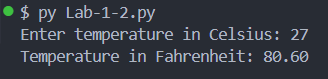 $ py Lab-1-2.py
Enter temperature in Celsius: 27
Temperature in Fahrenheit: 80.60